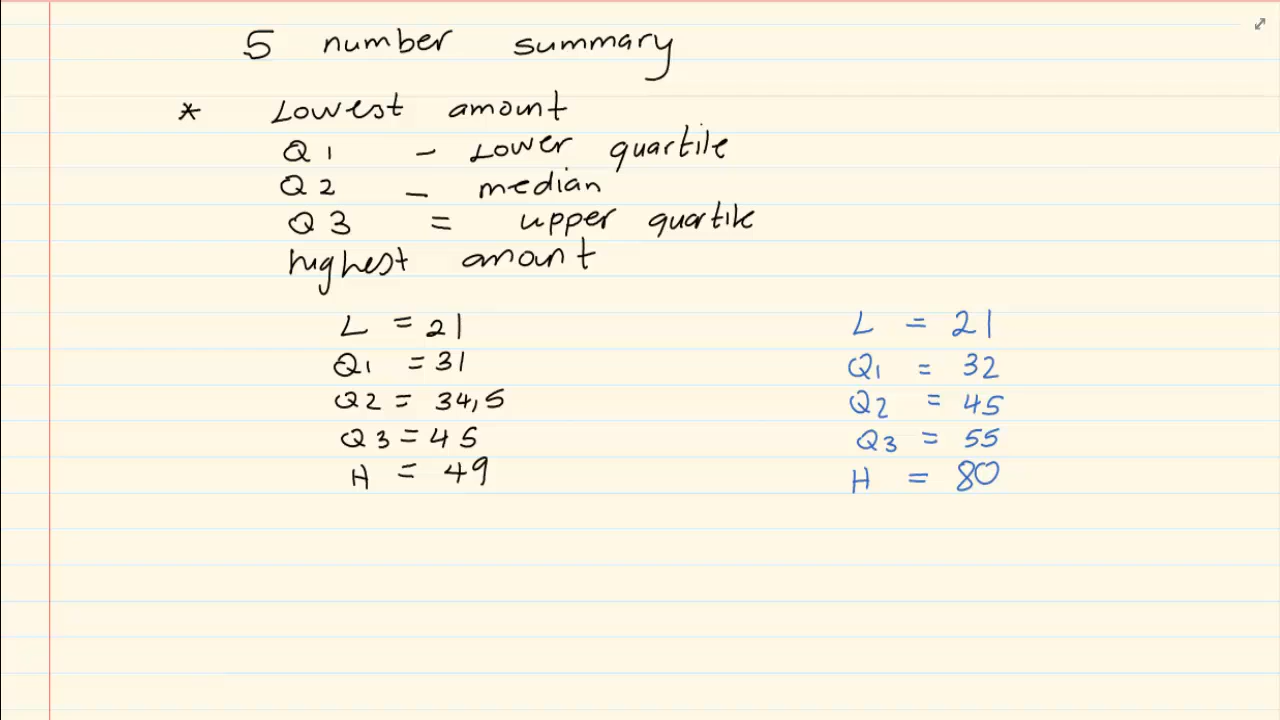 5 number summary
* Lowest amount
Q1 - Lower quartile
Q2 - median
Q3 = upper quartile
highest amount
L = 21
Q1 = 31
Q2 = 34,5
Q3 = 45
H = 49
L = 21
Q1 = 32
Q2 = 45
Q3 = 55
H = 80